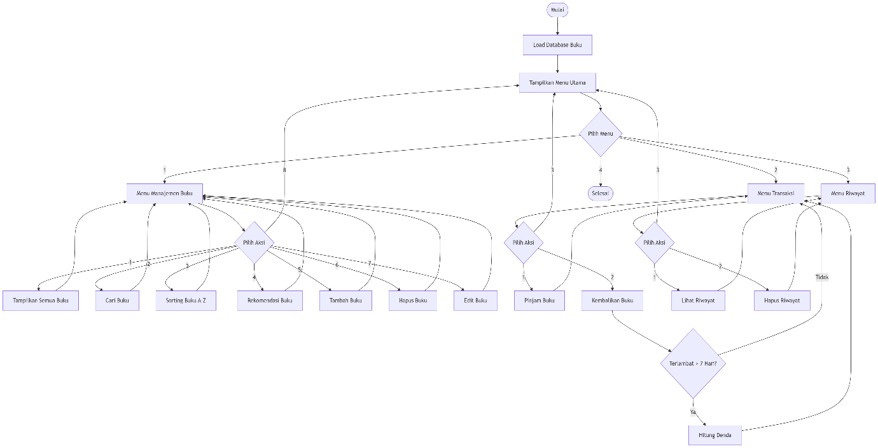 Mulai
Load Database Buku
Tampilkan Menu Utama
Pilih Menu
1
8
3
3
4
2
3
Selesai
Menu Manajemen Buku
Menu Transaksi
Menu Riwayat
Pilih Aksi
Pilih Aksi
Pilih Aksi
1
2
3
4
5
6
7
1
2
1
2
Tidak
Tampilkan Semua Buku
Cari Buku
Sorting Buku A-Z
Rekomendasi Buku
Tambah Buku
Hapus Buku
Edit Buku
Pinjam Buku
Kembalikan Buku
Lihat Riwayat
Hapus Riwayat
Terlambat > 7 Hari?
Ya
Hitung Denda